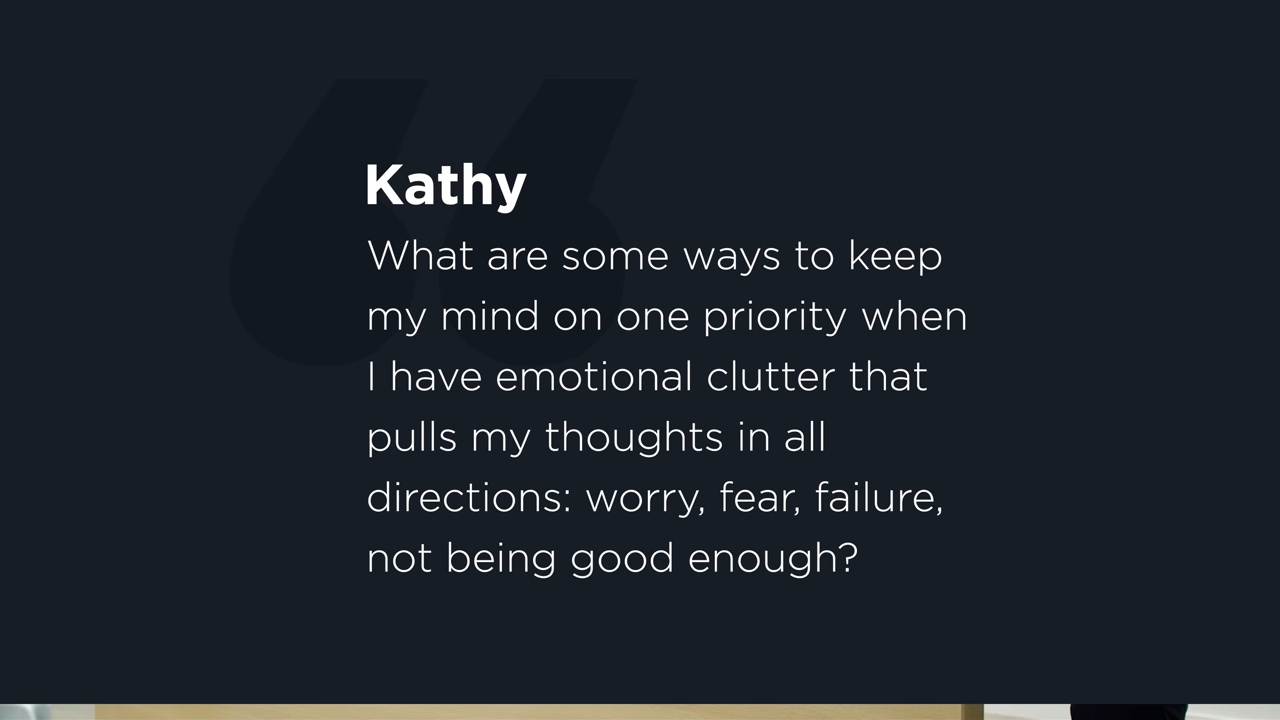 Kathy
What are some ways to keep
my mind on one priority when
I have emotional clutter that
pulls my thoughts in all
directions: worry, fear, failure,
not being good enough?